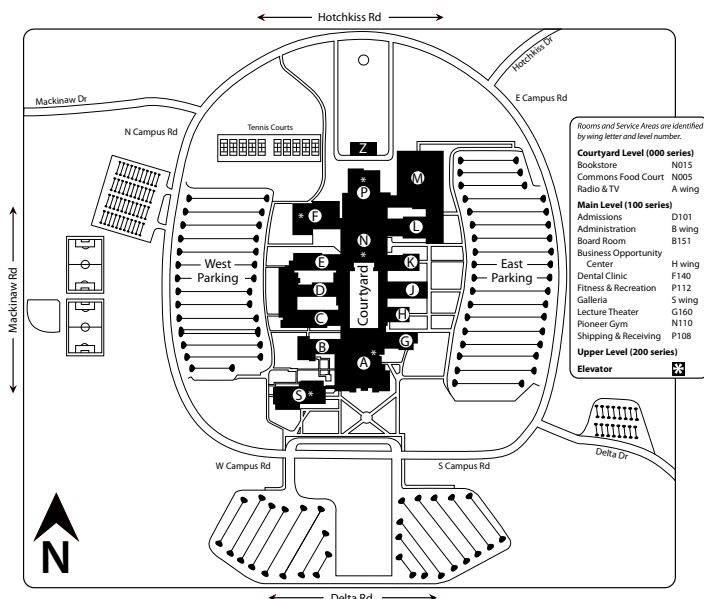 Hotchkiss Rd
Hotchkiss Dr
Mackinaw Dr
E Campus Rd
N Campus Rd
Tennis Courts
Z
P
M
F
L
N
E
K
West
Parking
East
Parking
Courtyard
D
J
C
H
B
G
A
S
Mackinaw Rd
Rooms and Service Areas are identified
by wing letter and level number.
Courtyard Level (000 series)
Bookstore N015
Commons Food Court N005
Radio & TV A wing
Main Level (100 series)
Admissions D101
Administration B wing
Board Room B151
Business Opportunity
Center H wing
Dental Clinic F140
Fitness & Recreation P112
Galleria S wing
Lecture Theater G160
Pioneer Gym N110
Shipping & Receiving P108
Upper Level (200 series)
Elevator
W Campus Rd
S Campus Rd
Delta Dr
N
Delta Rd